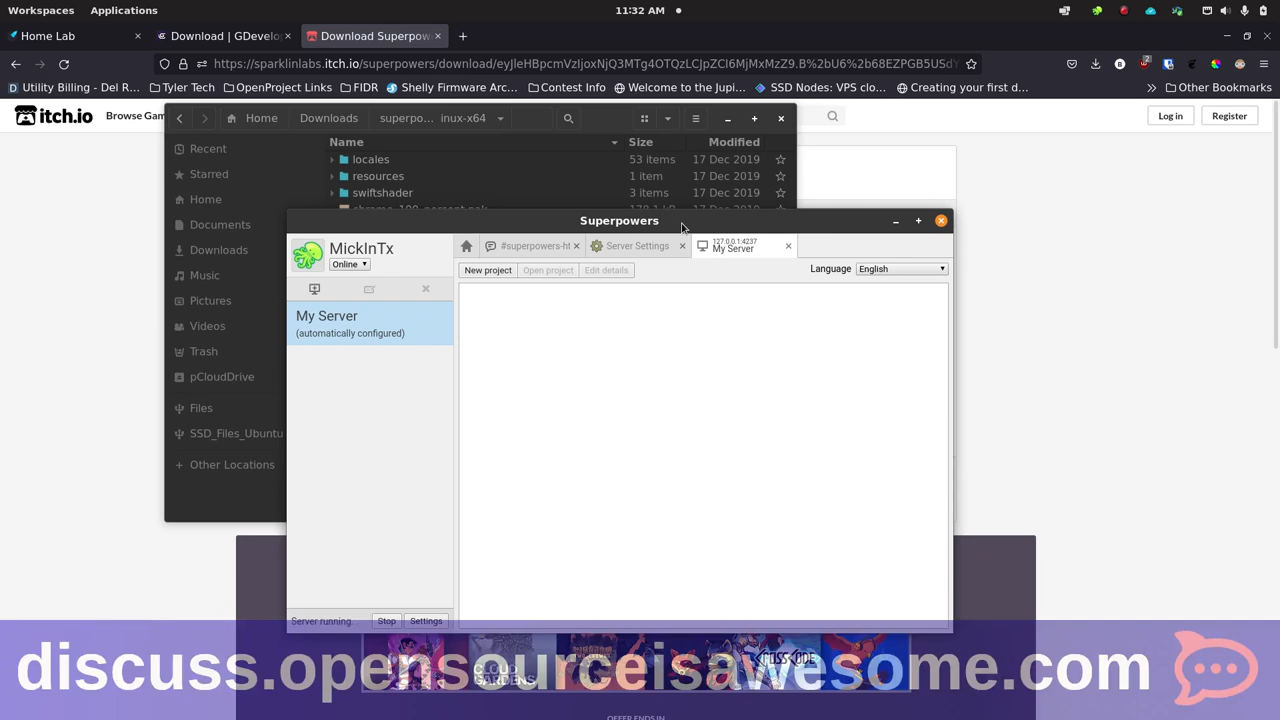 Workspaces Applications 11:32 AM
Home Lab Download | GDevelo Download Superpow
https://sparklinlabs.itch.io/superpowers/download/
Utility Billing - Del R... Tyler Tech OpenProject Links FIDR Shelly Firmware Arc... Contest Info Welcome to the Jupi... SSD Nodes: VPS clo... Creating your first d... Other Bookmarks
itch.io Browse Gam Log in Register
Home Downloads superpo... inux-x64
Name Size Modified
Recent
locales 53 items 17 Dec 2019
Starred
resources 1 item 17 Dec 2019
Home
swiftshader 3 items 17 Dec 2019
Documents
Downloads
Music
Pictures
Videos
Trash
pCloudDrive
Files
SSD_Files_Ubuntu
Other Locations
Superpowers
MickInTx
Online
#superpowers-ht Server Settings 127.0.0.1:4237
My Server
New project Open project Edit details Language English
My Server
(automatically configured)
Server running. Stop Settings
discuss.opensourceisawesome.com
CLOUD
GARDENS
OFFER ENDS IN